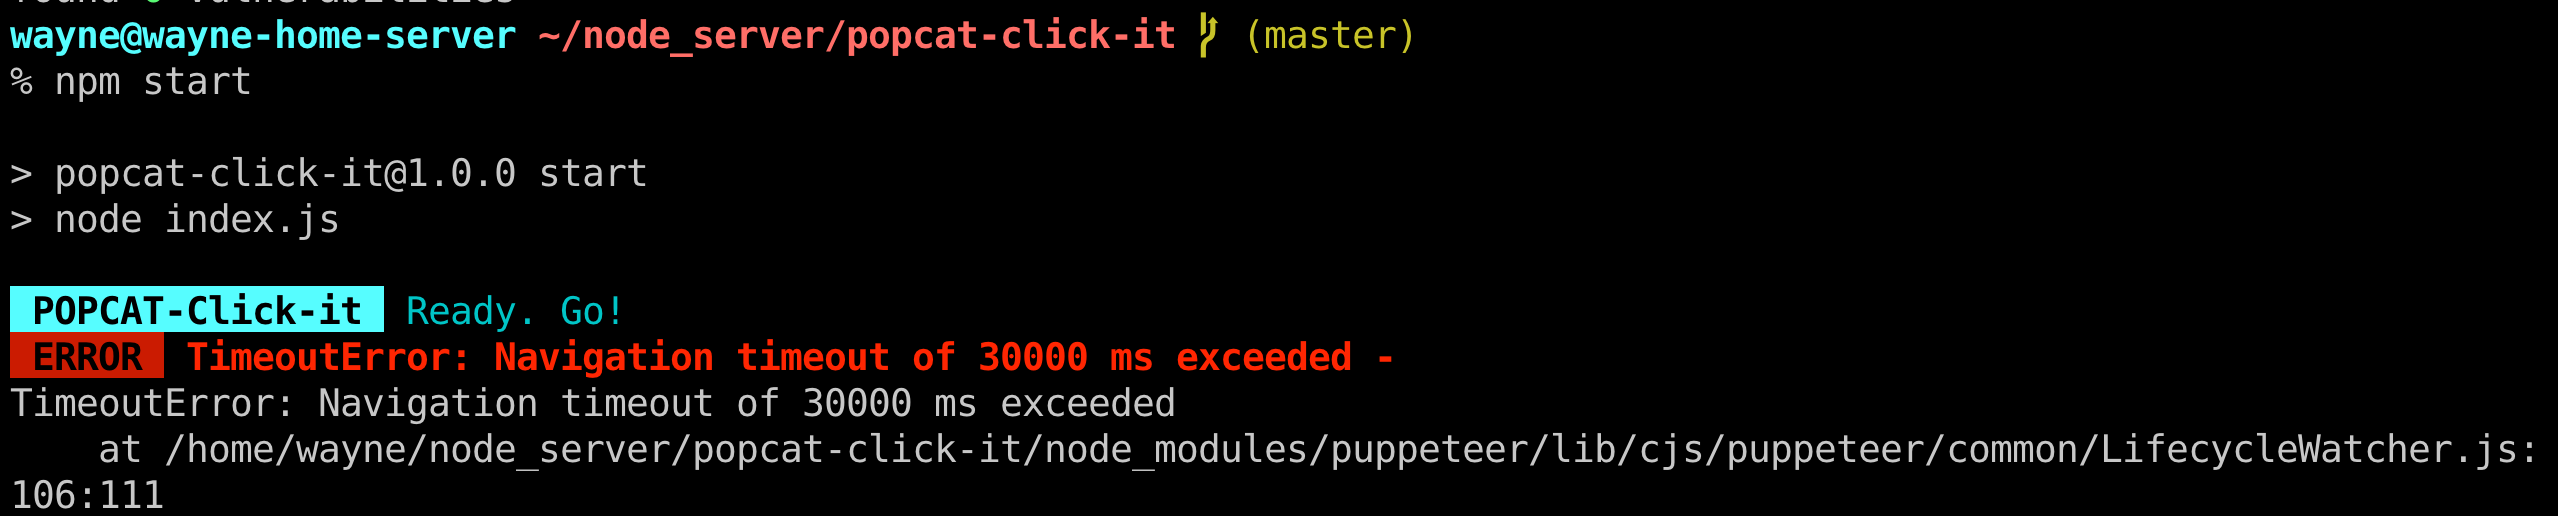 found 0 vulnerabilities
wayne@wayne-home-server ~/node_server/popcat-click-it (master)
% npm start
> popcat-click-it@1.0.0 start
> node index.js
POPCAT-Click-it Ready. Go!
ERROR TimeoutError: Navigation timeout of 30000 ms exceeded -
TimeoutError: Navigation timeout of 30000 ms exceeded
    at /home/wayne/node_server/popcat-click-it/node_modules/puppeteer/lib/cjs/puppeteer/common/LifecycleWatcher.js:
106:111